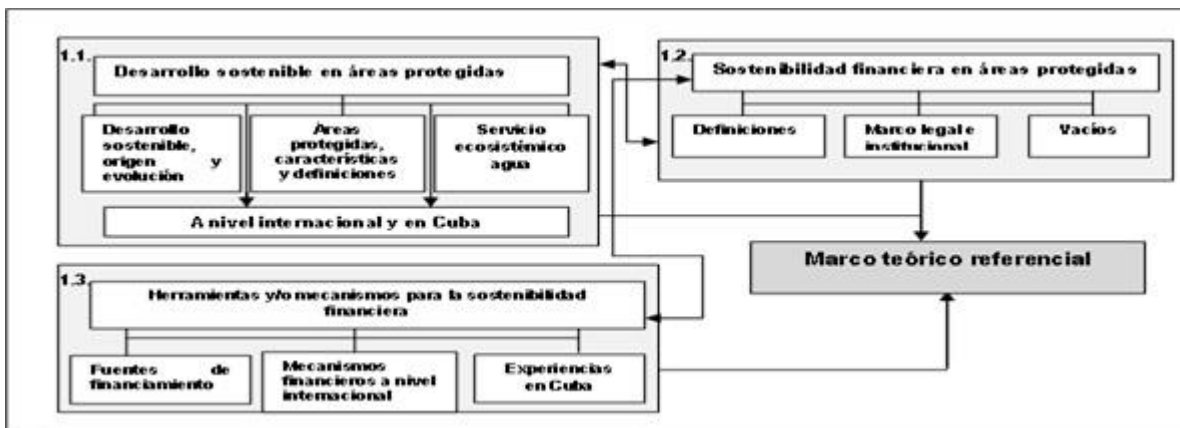 1.1.
Desarrollo sostenible en áreas protegidas
Desarrollo
sostenible,
origen y
evolución
Áreas
protegidas,
características
y definiciones
Servicio
ecosistémico
agua
A nivel internacional y en Cuba
1.2.
Sostenibilidad financiera en áreas protegidas
Definiciones
Marco legal e
institucional
Vacíos
Marco teórico referencial
1.3.
Herramientas y/o mecanismos para la sostenibilidad
financiera
Fuentes de
financiamiento
Mecanismos
financieros a nivel
internacional
Experiencias
en Cuba